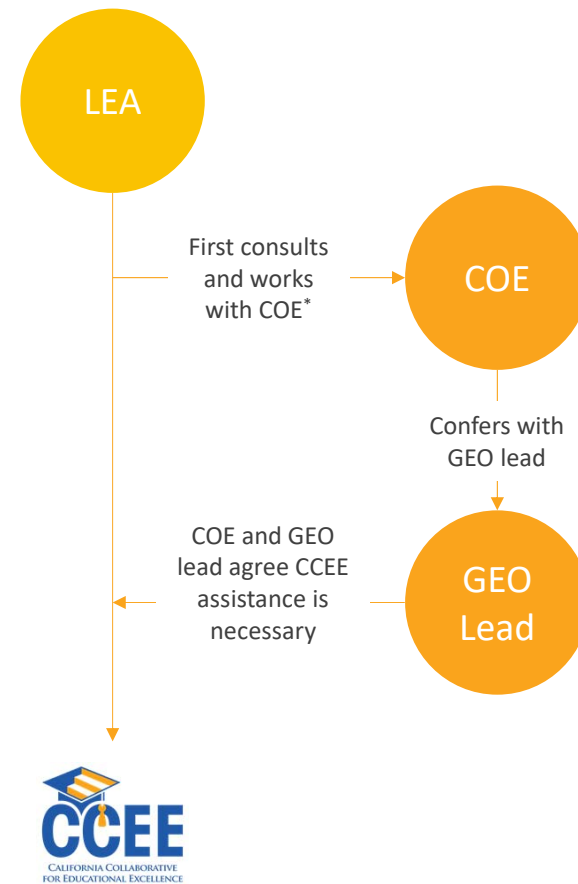 LEA
First consults
and works
with COE*
COE
Confers with
GEO lead
COE and GEO
lead agree CCEE
assistance is
necessary
GEO
Lead
CCEE
CALIFORNIA COLLABORATIVE
FOR EDUCATIONAL EXCELLENCE